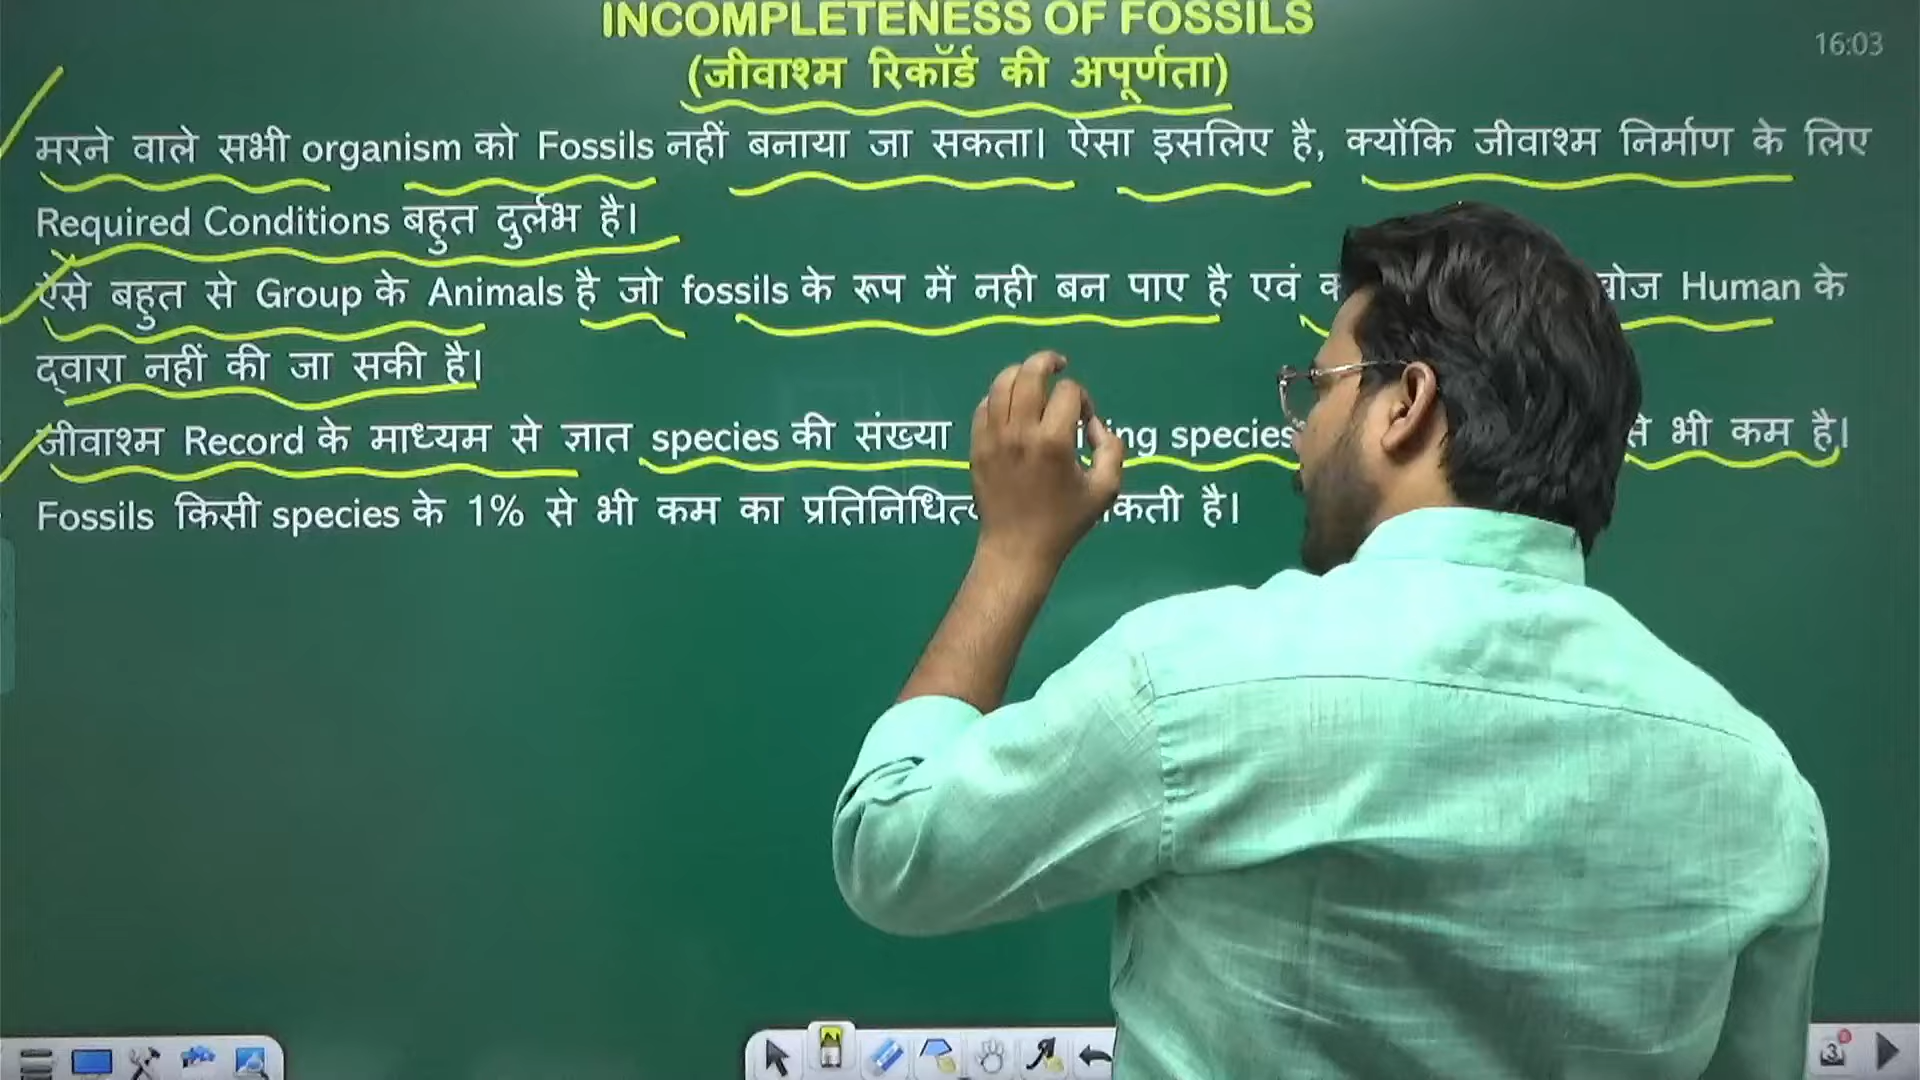 INCOMPLETENESS OF FOSSILS
(जीवाश्म रिकॉर्ड की अपूर्णता)
16:03
मरने वाले सभी organism को Fossils नहीं बनाया जा सकता। ऐसा इसलिए है, क्योंकि जीवाश्म निर्माण के लिए
Required Conditions बहुत दुर्लभ है।
ऐसे बहुत से Group के Animals है जो fossils के रूप में नही बन पाए है एवं Human के
द्वारा नहीं की जा सकी है।
जीवाश्म Record के माध्यम से ज्ञात species की संख्या species से भी कम है।
Fossils किसी species के 1% से भी कम का है।
3